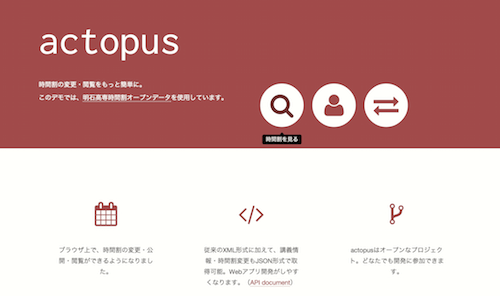 actopus
時間割の変更・閲覧をもっと簡単に。
このデモでは、明石高専時間割オープンデータを使用しています。
時間割を見る
ブラウザ上で、時間割の変更・公
開・閲覧ができるようになりまし
た。
従来のXML形式に加えて、講義情
報・時間割変更もJSON形式で取
得可能。Webアプリ開発がしやす
くなります。（API document）
actopusはオープンなプロジェク
ト。どなたでも開発に参加できま
す。